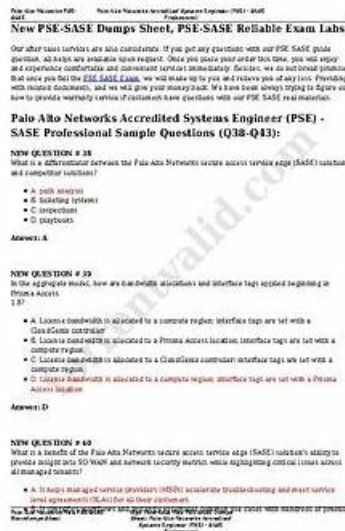 New PSE-SASE Dumps Sheet, PSE-SASE Reliable Exam Labs
Our after sales services are also considerate. If you get any questions with our PSE SASE guide
question, all helps are available upon request. Once you place your order this time, you will enjoy
and experience comfortable and convenient services immediately. Besides, we do not break promise
that once you fail the PSE SASE Exam, we will make up to you and relieve you of any loss. Providing
with related documents, and we will give your money back. We have been always trying to figure out
how to provide warranty service if customers have questions with our PSE SASE real materials.
Palo Alto Networks Accredited Systems Engineer (PSE) -
SASE Professional Sample Questions (Q38-Q43):
NEW QUESTION # 38
What is a differentiator between the Palo Alto Networks secure access service edge (SASE) solution
and competitor solutions?
A. path analysis
B. ticketing systems
C. inspections
D. playbooks
Answer: A
NEW QUESTION # 39
In the aggregate model, how are bandwidth allocations and interface tags applied beginning in
Prisma Access
1.8?
A. License bandwidth is allocated to a compute region; interface tags are set with a
CloudGenix controller
B. License bandwidth is allocated to a Prisma Access location; interface tags are set with a
compute region.
C. License bandwidth is allocated to a CloudGenix controller; interface tags are set with a
compute region.
D. License bandwidth is allocated to a compute region; interface tags are set with a Prisma
Access location
Answer: D
NEW QUESTION # 40
What is a benefit of the Palo Alto Networks secure access service edge (SASE) solution's ability to
provide insight into SD-WAN and network security metrics while highlighting critical issues across
all managed tenants?
A. It helps managed service providers (MSPs) accelerate troubleshooting and meet service
level agreements (SLAs) for all their customers.